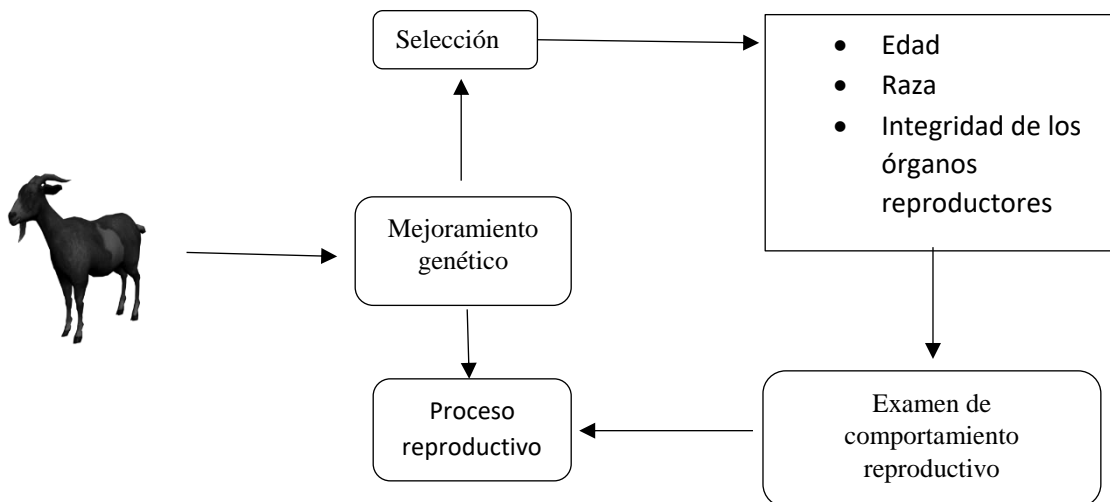 Selección
• Edad
• Raza
• Integridad de los
órganos
reproductores
Mejoramiento
genético
Proceso
reproductivo
Examen de
comportamiento
reproductivo